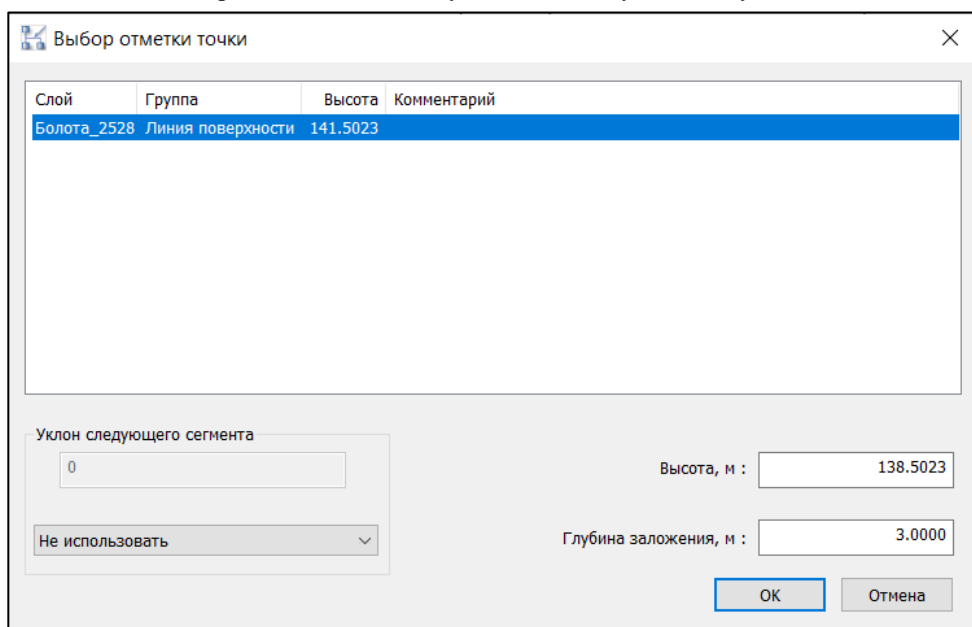 Выбор отметки точки
Слой Группа Высота Комментарий
Болота_2528 Линия поверхности 141.5023
Уклон следующего сегмента
0
Высота, м : 138.5023
Не использовать
Глубина заложения, м : 3.0000
ОК Отмена